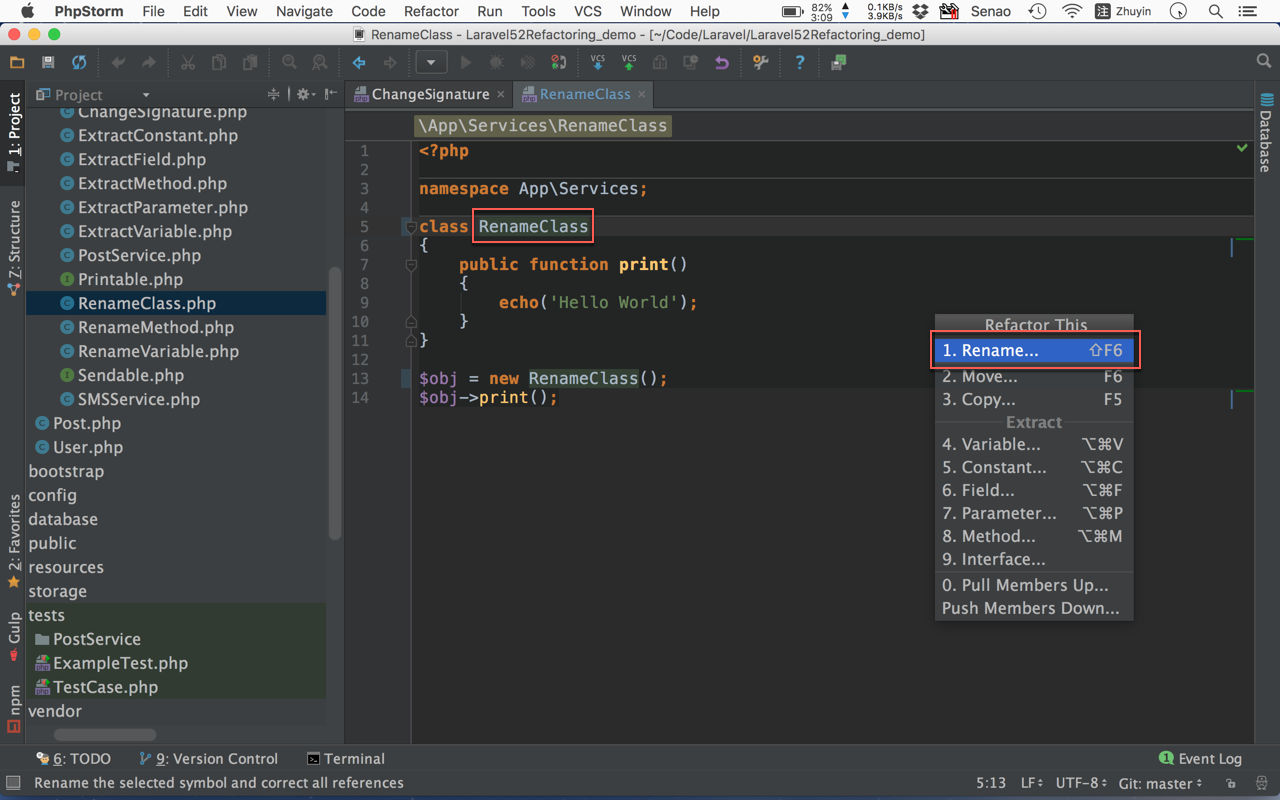 PhpStorm File Edit View Navigate Code Refactor Run Tools VCS Window Help 82% 3:09 0.1KB/s 3.9KB/s Senao 注 Zhuyin
RenameClass - Laravel52Refactoring_demo - [~/Code/Laravel/Laravel52Refactoring_demo]
VCS VCS ?
Project
ChangeSignature RenameClass
\App\Services\RenameClass
1: Project
7: Structure
2: Favorites
Gulp
npm
ChangeSignature.php
ExtractConstant.php
ExtractField.php
ExtractMethod.php
ExtractParameter.php
ExtractVariable.php
PostService.php
Printable.php
RenameClass.php
RenameMethod.php
RenameVariable.php
Sendable.php
SMSService.php
Post.php
User.php
bootstrap
config
database
public
resources
storage
tests
PostService
ExampleTest.php
TestCase.php
vendor
1 <?php
2
3 namespace App\Services;
4
5 class RenameClass
6 {
7 public function print()
8 {
9 echo('Hello World');
10 }
11 }
12
13 $obj = new RenameClass();
14 $obj->print();
Refactor This
1. Rename... ⇧F6
2. Move... F6
3. Copy... F5
Extract
4. Variable... ⌥⌘V
5. Constant... ⌥⌘C
6. Field... ⌥⌘F
7. Parameter... ⌥⌘P
8. Method... ⌥⌘M
9. Interface...
0. Pull Members Up...
Push Members Down...
Database
6: TODO 9: Version Control Terminal 1 Event Log
Rename the selected symbol and correct all references 5:13 LF UTF-8 Git: master